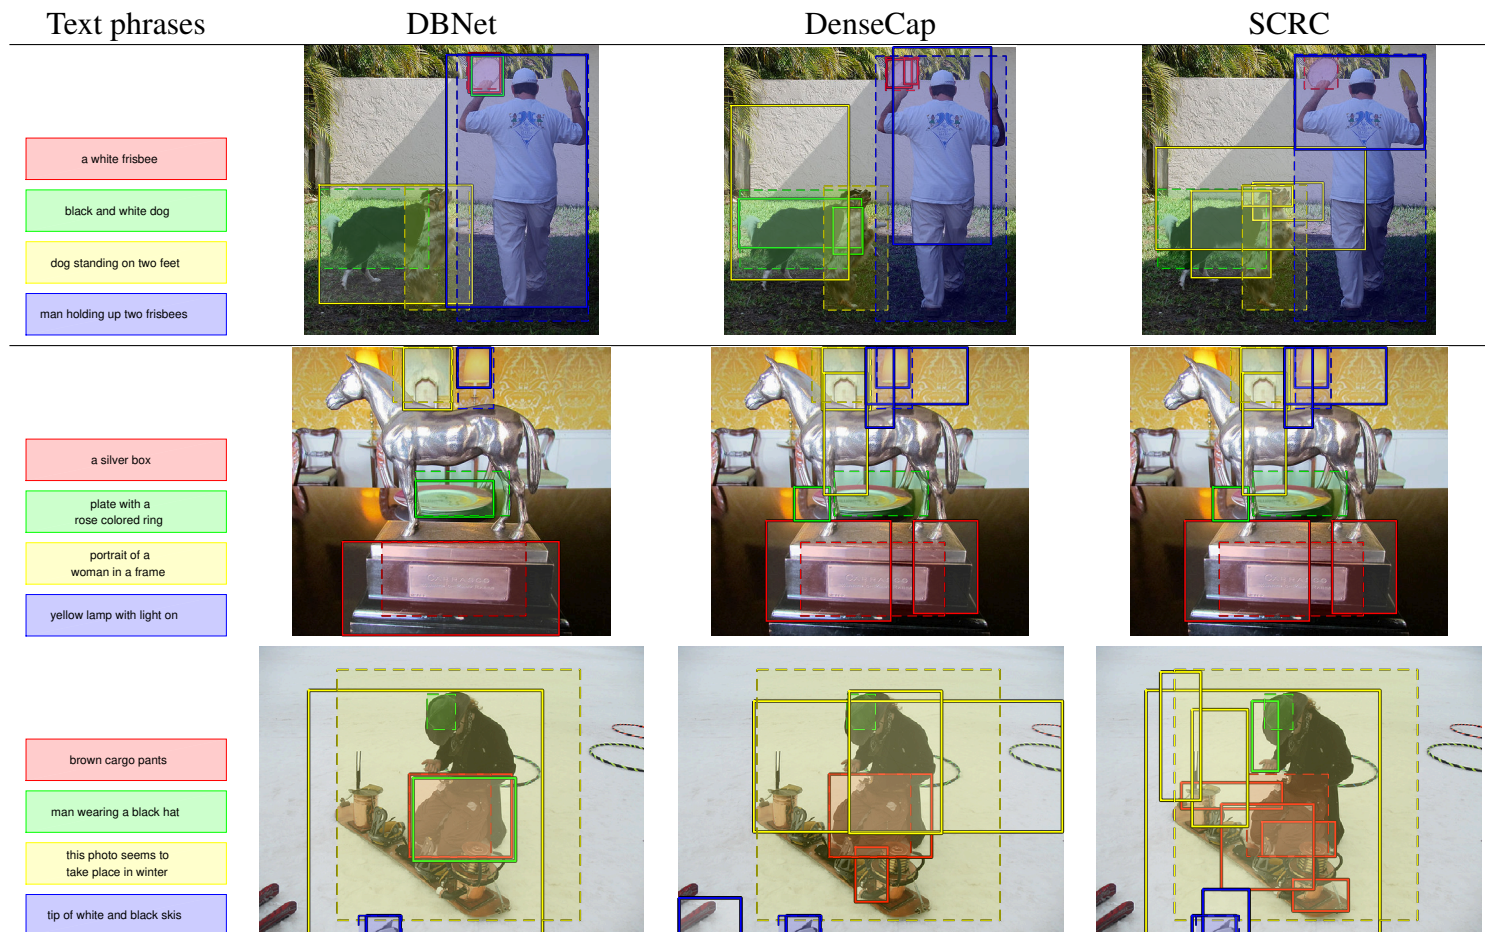 Text phrases
DBNet
DenseCap
SCRC
a white frisbee
black and white dog
dog standing on two feet
man holding up two frisbees
a silver box
plate with a
rose colored ring
portrait of a
woman in a frame
yellow lamp with light on
brown cargo pants
man wearing a black hat
this photo seems to
take place in winter
tip of white and black skis